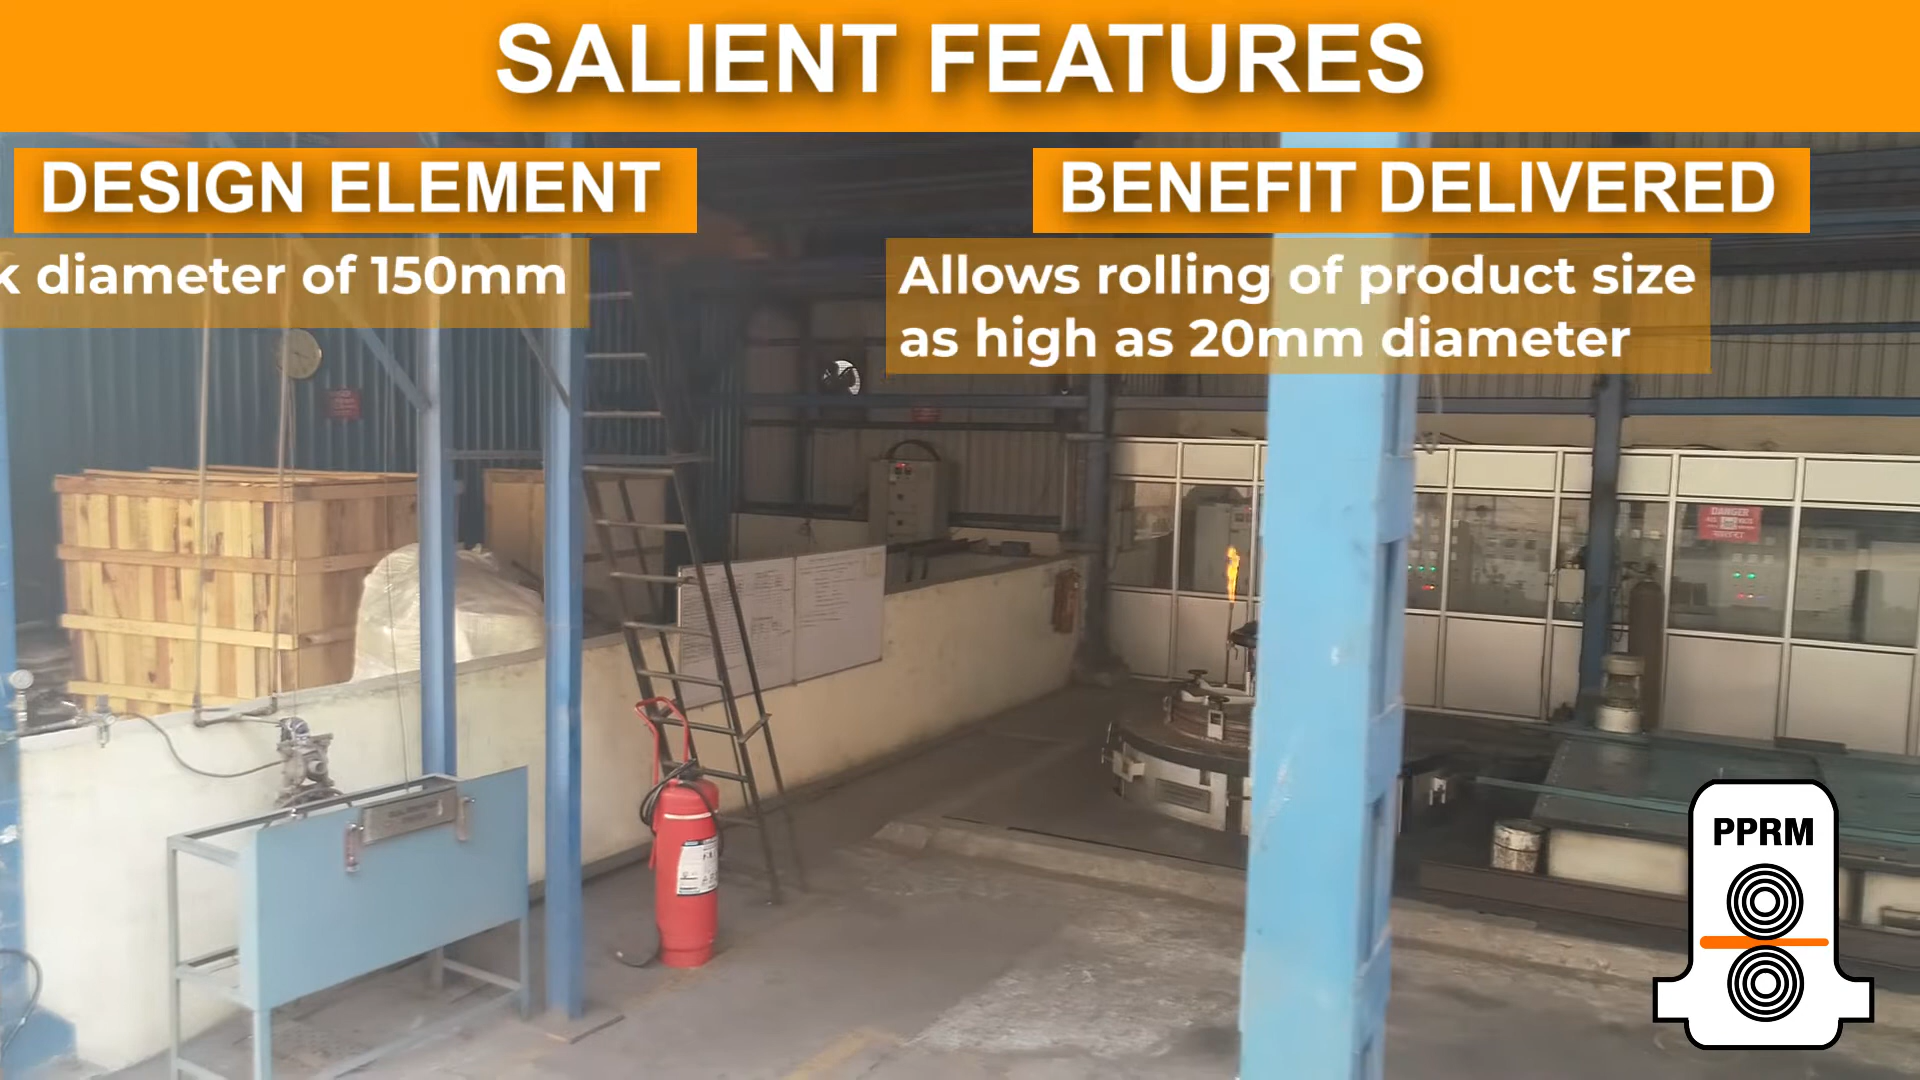 SALIENT FEATURES
DESIGN ELEMENT
BENEFIT DELIVERED
k diameter of 150mm
Allows rolling of product size
as high as 20mm diameter
DANGER
PPRM